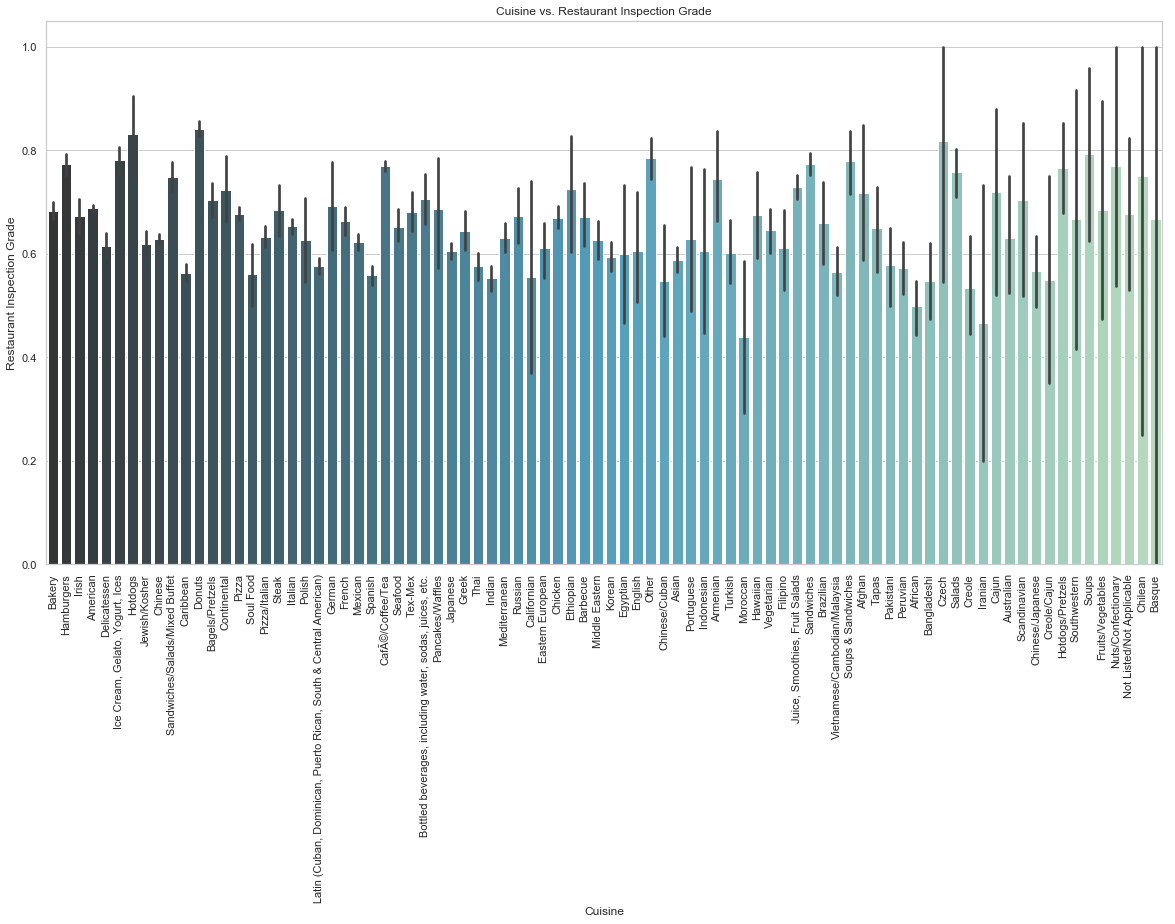 Cuisine vs. Restaurant Inspection Grade
Restaurant Inspection Grade
1.0
0.8
0.6
0.4
0.2
0.0
Bakery
Hamburgers
Irish
American
Delicatessen
Ice Cream, Gelato, Yogurt, Ices
Hotdogs
Jewish/Kosher
Chinese
Sandwiches/Salads/Mixed Buffet
Caribbean
Donuts
Bagels/Pretzels
Continental
Pizza
Soul Food
Pizza/Italian
Steak
Italian
Polish
Latin (Cuban, Dominican, Puerto Rican, South & Central American)
German
French
Mexican
Spanish
CafÃ©/Coffee/Tea
Seafood
Tex-Mex
Bottled beverages, including water, sodas, juices, etc.
Pancakes/Waffles
Japanese
Greek
Thai
Indian
Mediterranean
Russian
Californian
Eastern European
Chicken
Ethiopian
Barbecue
Middle Eastern
Korean
Egyptian
English
Other
Chinese/Cuban
Asian
Portuguese
Indonesian
Armenian
Turkish
Moroccan
Hawaiian
Vegetarian
Filipino
Juice, Smoothies, Fruit Salads
Sandwiches
Brazilian
Vietnamese/Cambodian/Malaysia
Soups & Sandwiches
Afghan
Tapas
Pakistani
Peruvian
African
Bangladeshi
Czech
Salads
Creole
Iranian
Cajun
Australian
Scandinavian
Chinese/Japanese
Creole/Cajun
Hotdogs/Pretzels
Southwestern
Soups
Fruits/Vegetables
Nuts/Confectionary
Not Listed/Not Applicable
Chilean
Basque
Cuisine